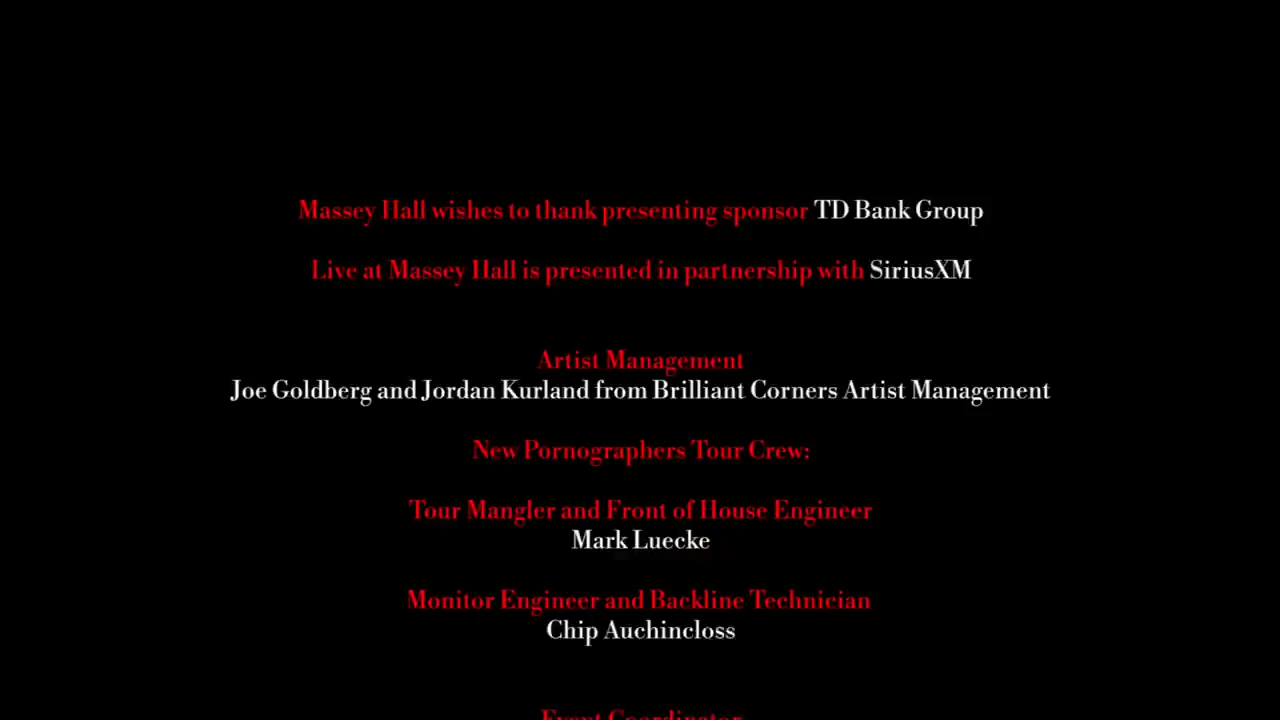 Massey Hall wishes to thank presenting sponsor TD Bank Group
Live at Massey Hall is presented in partnership with SiriusXM
Artist Management
Joe Goldberg and Jordan Kurland from Brilliant Corners Artist Management
New Pornographers Tour Crew:
Tour Mangler and Front of House Engineer
Mark Luecke
Monitor Engineer and Backline Technician
Chip Auchincloss
Event Coordinator